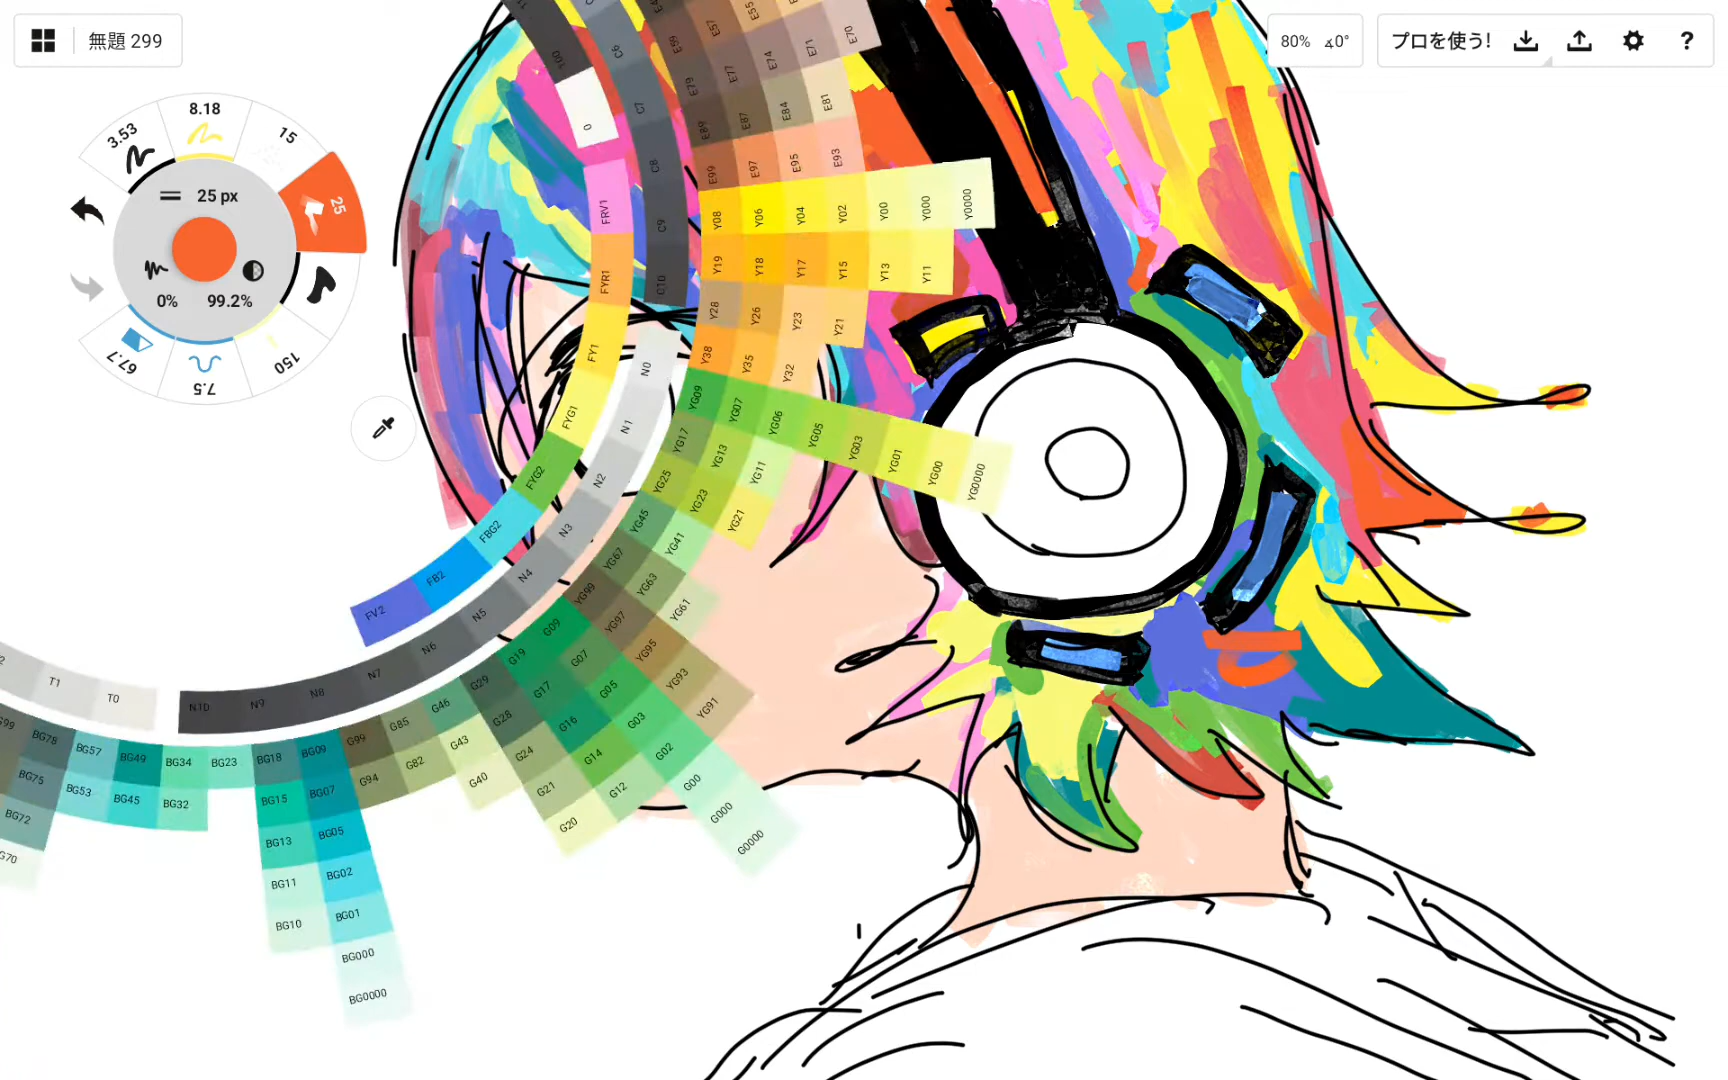 無題 299
80% ∡0°
プロを使う!
?
3.53
8.18
15
25
150
7.5
67.7
25 px
0%
99.2%
100
0
FRV1
FYR1
FY1
FYG1
FYG2
FBG2
FB2
FV2
C6
C7
C8
C9
C10
N0
N1
N2
N3
N4
N5
N6
N7
N8
N9
N10
T0
T1
E59 E57 E55
E79 E77 E74 E71 E70
E89 E87 E84 E81
E99 E97 E95 E93
Y08 Y06 Y04 Y02 Y00 Y000 Y0000
Y19 Y18 Y17 Y15 Y13 Y11
Y28 Y26 Y23 Y21
Y38 Y35 Y32
YG09 YG07 YG06 YG05 YG03 YG01 YG00 YG0000
YG17 YG13 YG11
YG25 YG23 YG21
YG45 YG41
YG67 YG63 YG61
YG99 YG97 YG95 YG93 YG91
G09 G07 G05 G03 G02 G00 G000 G0000
G19 G17 G16 G14 G12
G29 G28 G24 G21 G20
G46 G43 G40
G85 G82
G99 G94
BG09 BG07 BG05 BG02 BG01 BG000 BG0000
BG18 BG15 BG13 BG11 BG10
BG23
BG34 BG32
BG49 BG45
BG57 BG53
BG78 BG75 BG72